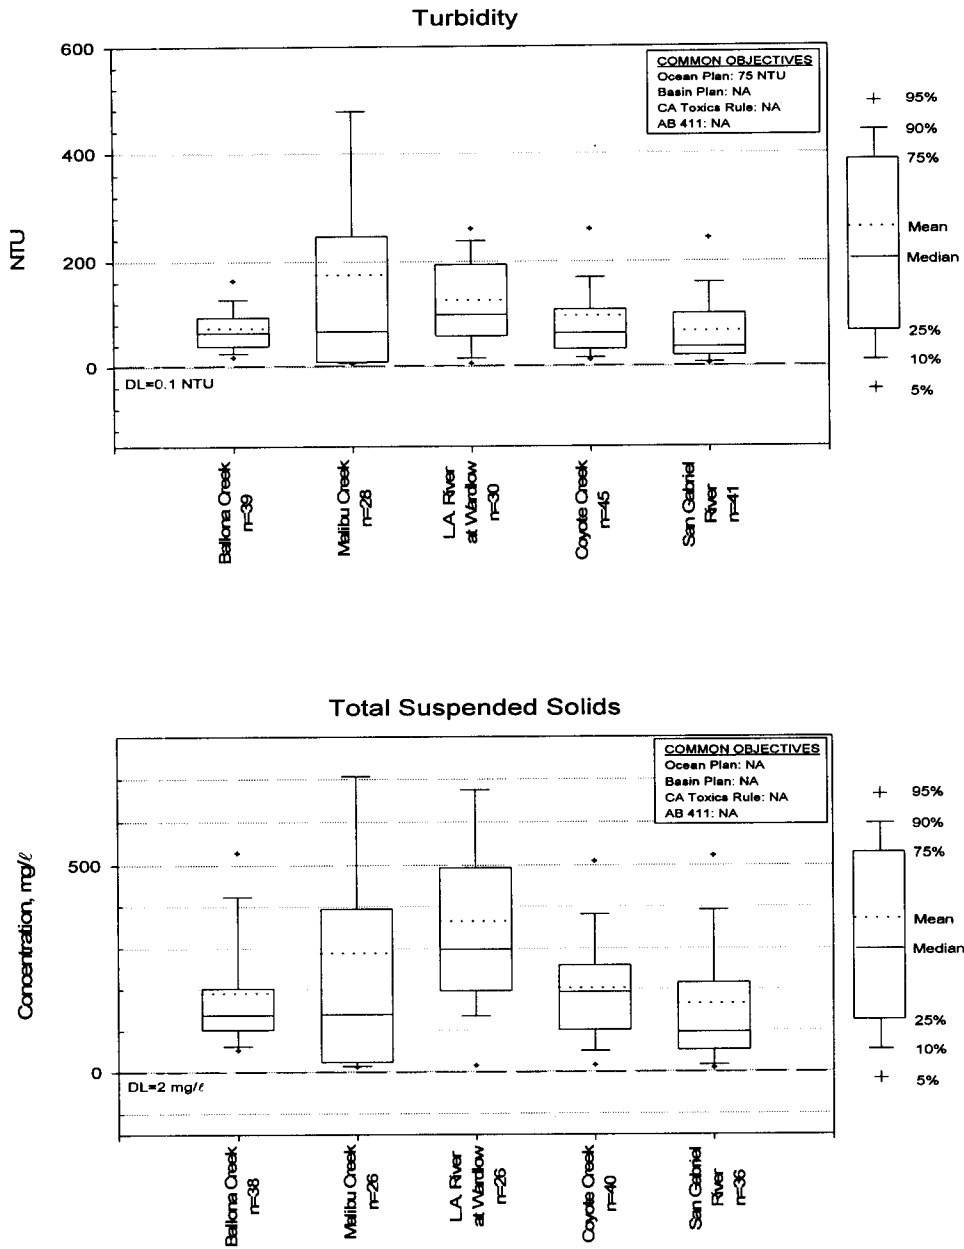 Turbidity
600
400
200
0
NTU
COMMON OBJECTIVES
Ocean Plan: 75 NTU
Basin Plan: NA
CA Toxics Rule: NA
AB 411: NA
DL=0.1 NTU
95%
90%
75%
Mean
Median
25%
10%
5%
Ballona Creek
n=39
Malibu Creek
n=28
L.A. River
at Wardlow
n=30
Coyote Creek
n=45
San Gabriel
River
n=41
Total Suspended Solids
500
0
Concentration, mg/ℓ
COMMON OBJECTIVES
Ocean Plan: NA
Basin Plan: NA
CA Toxics Rule: NA
AB 411: NA
DL=2 mg/ℓ
95%
90%
75%
Mean
Median
25%
10%
5%
Ballona Creek
n=38
Malibu Creek
n=26
L.A. River
at Wardlow
n=26
Coyote Creek
n=40
San Gabriel
River
n=36